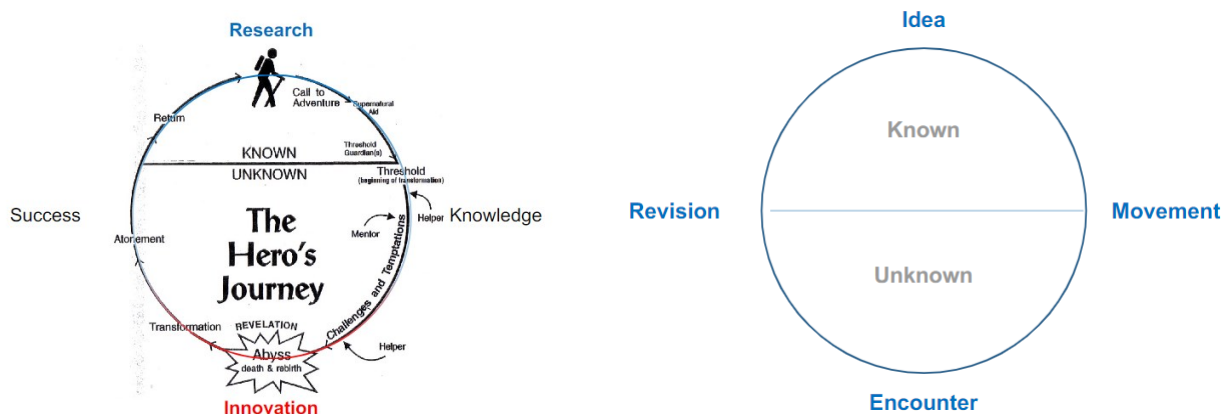 Research
Call to
Adventure
Supernatural
Aid
Return
Threshold
Guardian(s)
KNOWN
UNKNOWN
Threshold
(beginning of transformation)
Success
Helper
Knowledge
Mentor
The
Hero's
Journey
Atonement
Challenges and Temptations
Transformation
REVELATION
Abyss
death & rebirth
Helper
Innovation
Idea
Known
Revision
Movement
Unknown
Encounter